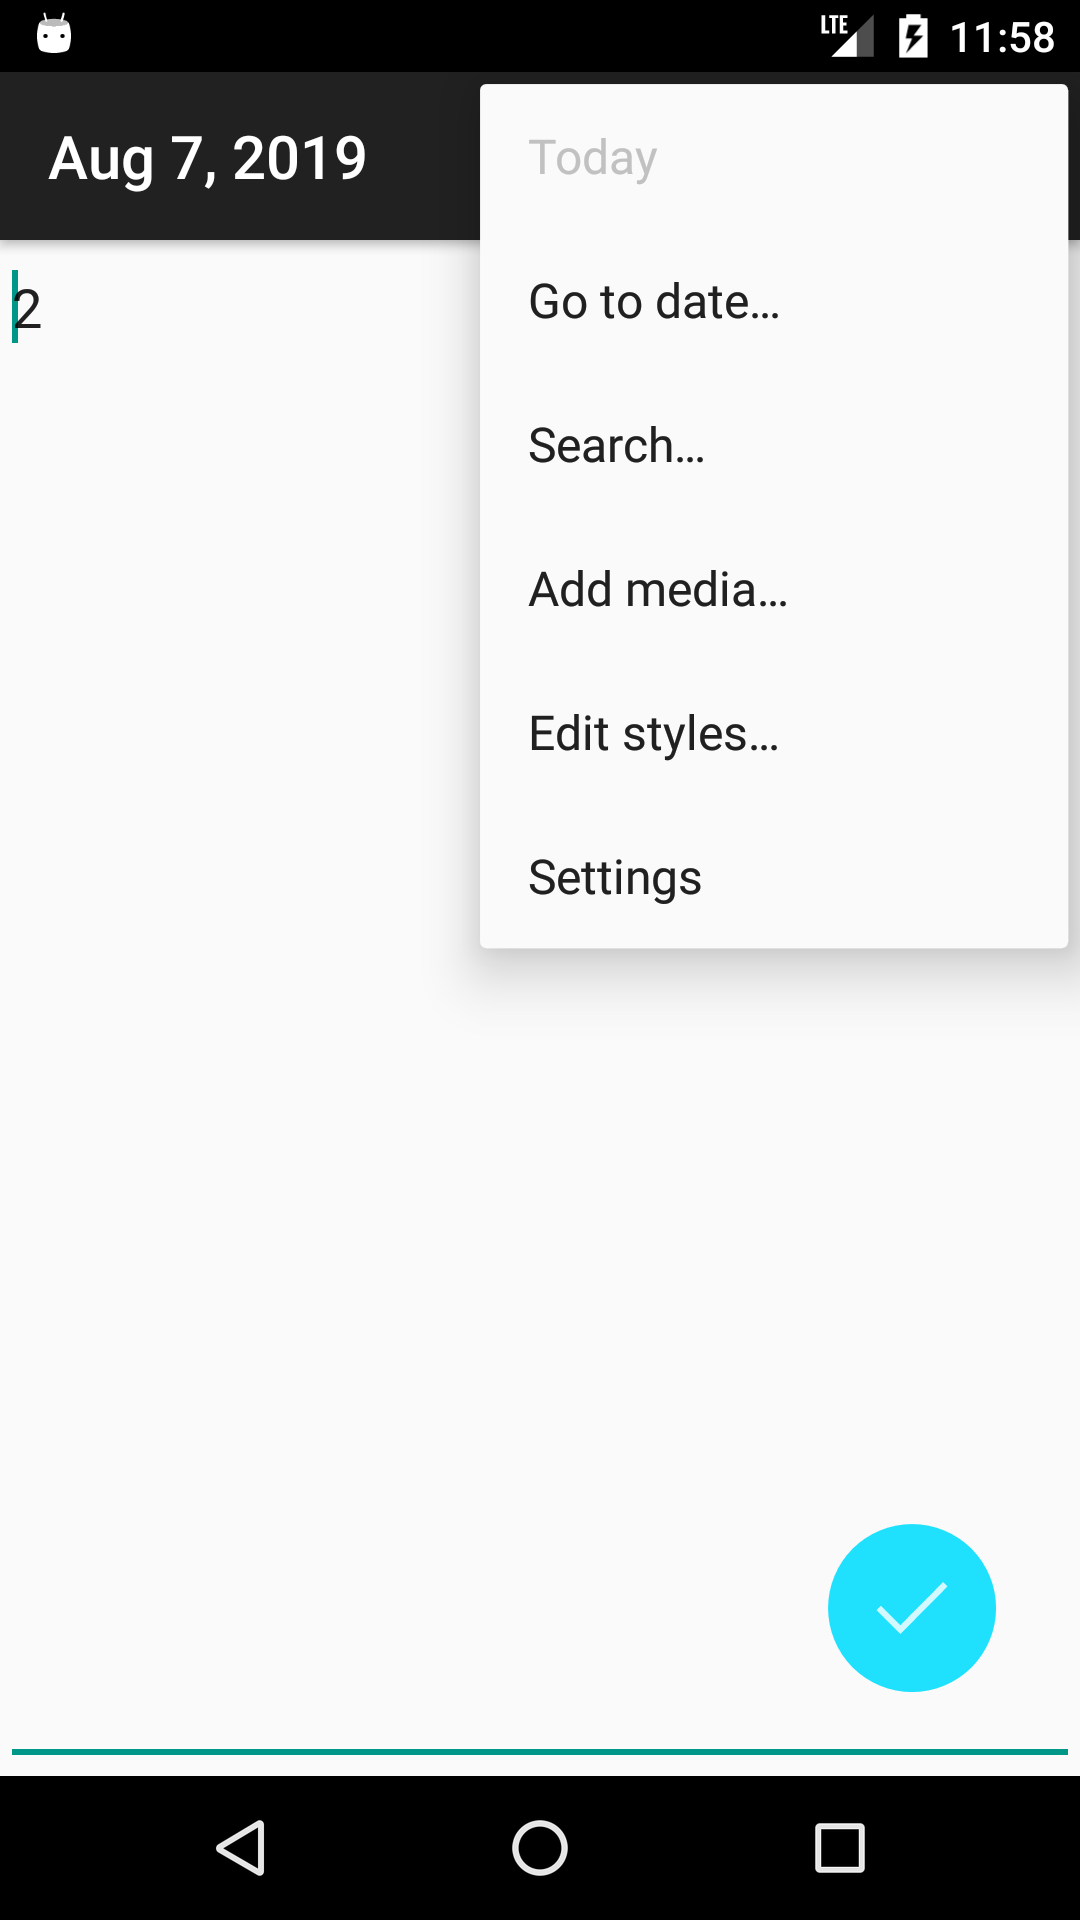 LTE 11:58
Aug 7, 2019
Today
2
Go to date...
Search...
Add media...
Edit styles...
Settings